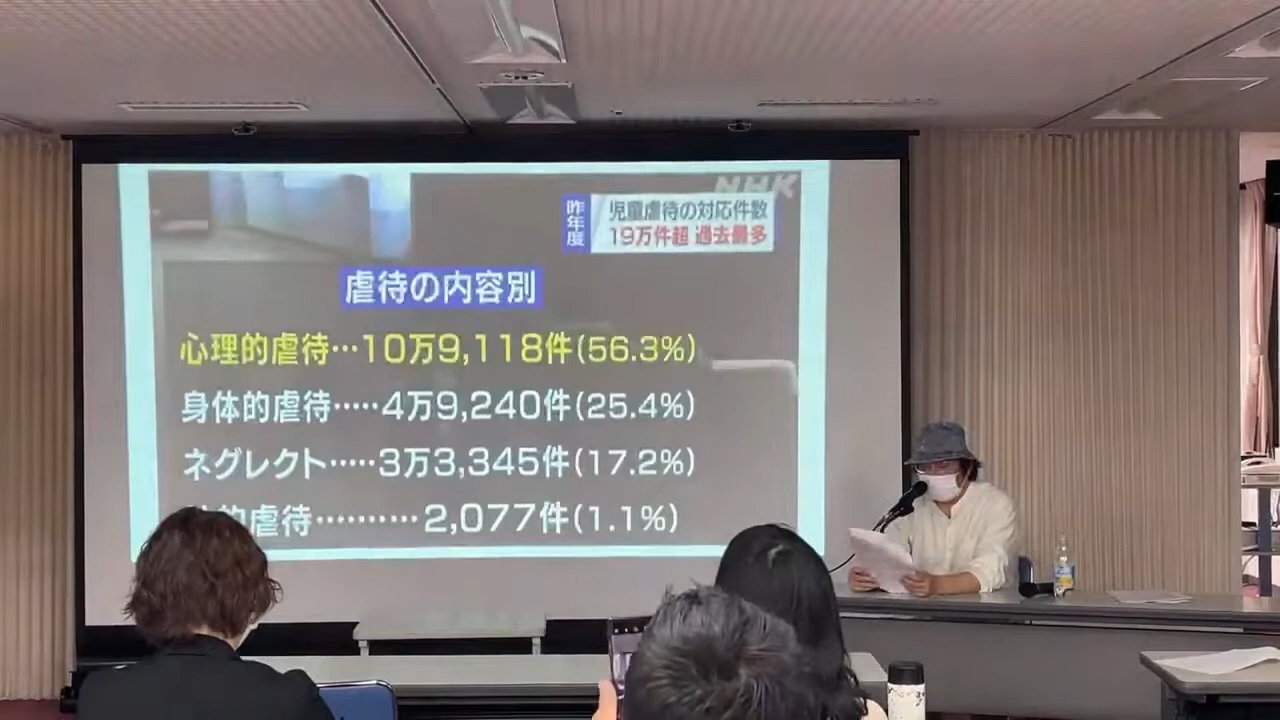 NHK
昨年度
児童虐待の対応件数
19万件超 過去最多
虐待の内容別
心理的虐待…10万9,118件(56.3%)
身体的虐待……4万9,240件(25.4%)
ネグレクト……3万3,345件(17.2%)
的虐待…………2,077件(1.1%)